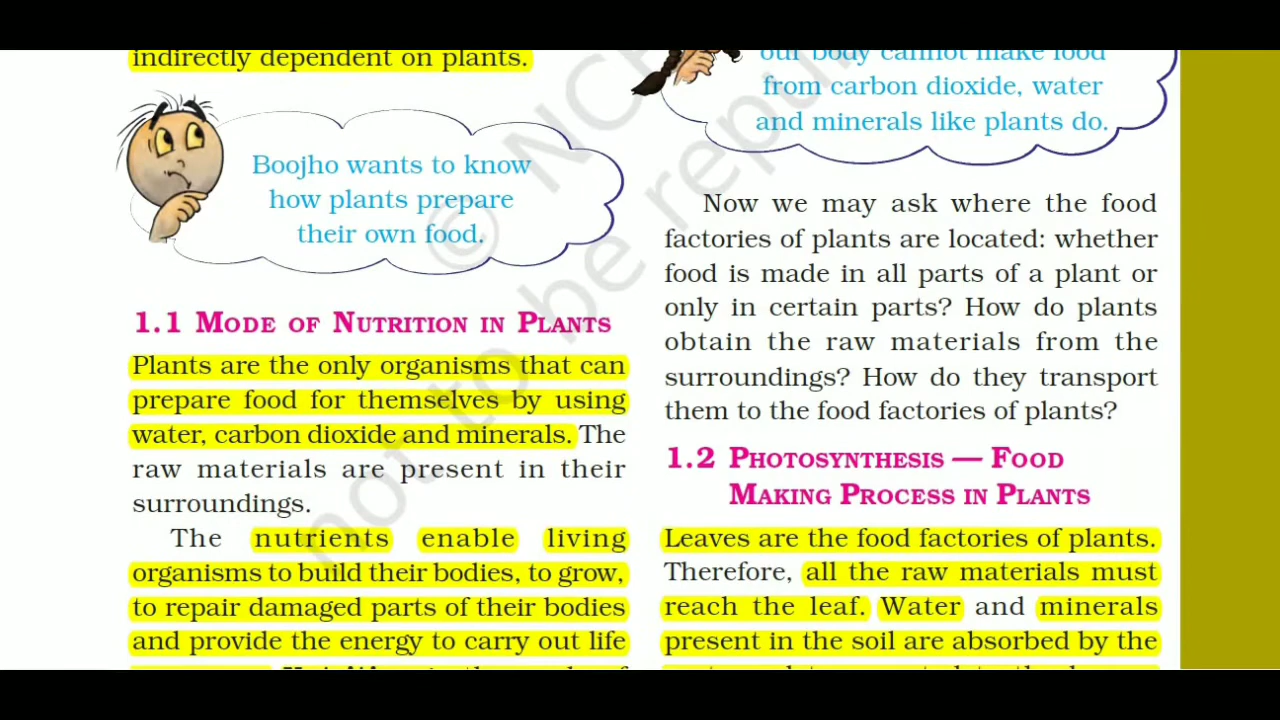 indirectly dependent on plants.
Boojho wants to know
how plants prepare
their own food.
1.1 MODE OF NUTRITION IN PLANTS
Plants are the only organisms that can
prepare food for themselves by using
water, carbon dioxide and minerals. The
raw materials are present in their
surroundings.
The nutrients enable living
organisms to build their bodies, to grow,
to repair damaged parts of their bodies
and provide the energy to carry out life
our body cannot make food
from carbon dioxide, water
and minerals like plants do.
Now we may ask where the food
factories of plants are located: whether
food is made in all parts of a plant or
only in certain parts? How do plants
obtain the raw materials from the
surroundings? How do they transport
them to the food factories of plants?
1.2 PHOTOSYNTHESIS — FOOD
MAKING PROCESS IN PLANTS
Leaves are the food factories of plants.
Therefore, all the raw materials must
reach the leaf. Water and minerals
present in the soil are absorbed by the
not to be